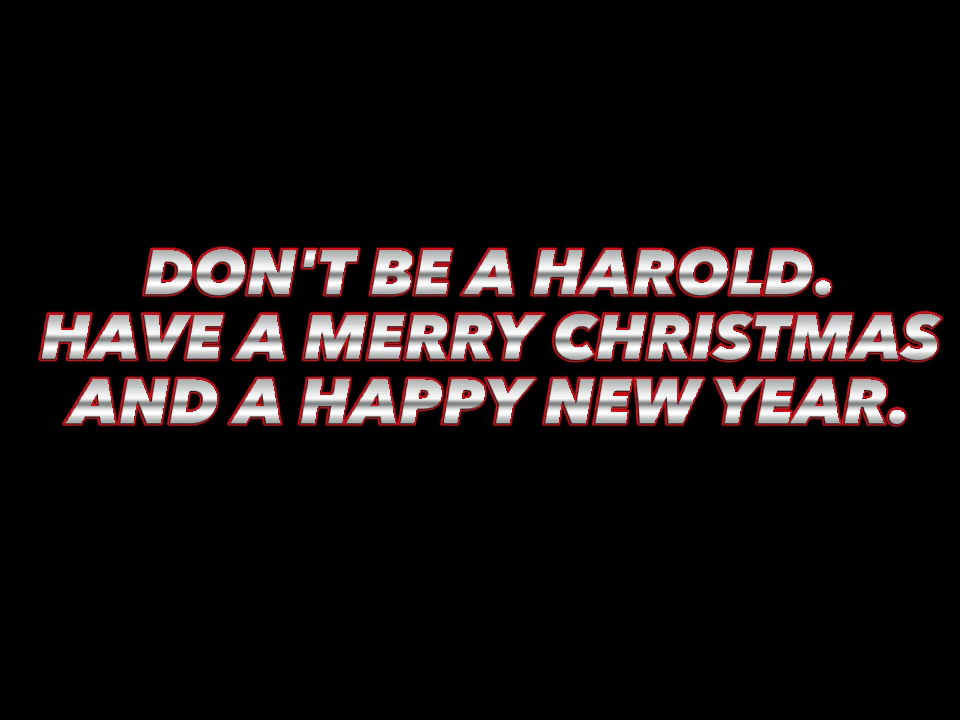 DON'T BE A HAROLD.
HAVE A MERRY CHRISTMAS
AND A HAPPY NEW YEAR.